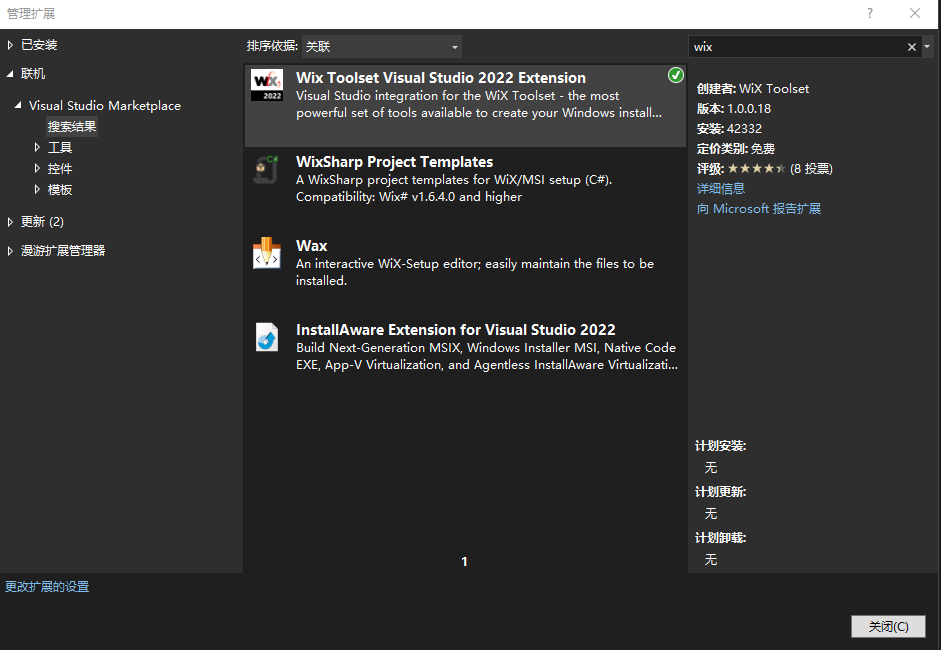 管理扩展
?
已安装
联机
Visual Studio Marketplace
搜索结果
工具
控件
模板
更新 (2)
漫游扩展管理器
排序依据: 关联
WiX
2022
Wix Toolset Visual Studio 2022 Extension
Visual Studio integration for the WiX Toolset - the most
powerful set of tools available to create your Windows install...
C#
WixSharp Project Templates
A WixSharp project templates for WiX/MSI setup (C#).
Compatibility: Wix# v1.6.4.0 and higher
Wax
An interactive WiX-Setup editor; easily maintain the files to be
installed.
InstallAware Extension for Visual Studio 2022
Build Next-Generation MSIX, Windows Installer MSI, Native Code
EXE, App-V Virtualization, and Agentless InstallAware Virtualizati...
1
wix
创建者: WiX Toolset
版本: 1.0.0.18
安装: 42332
定价类别: 免费
评级: (8 投票)
详细信息
向 Microsoft 报告扩展
计划安装:
无
计划更新:
无
计划卸载:
无
更改扩展的设置
关闭(C)